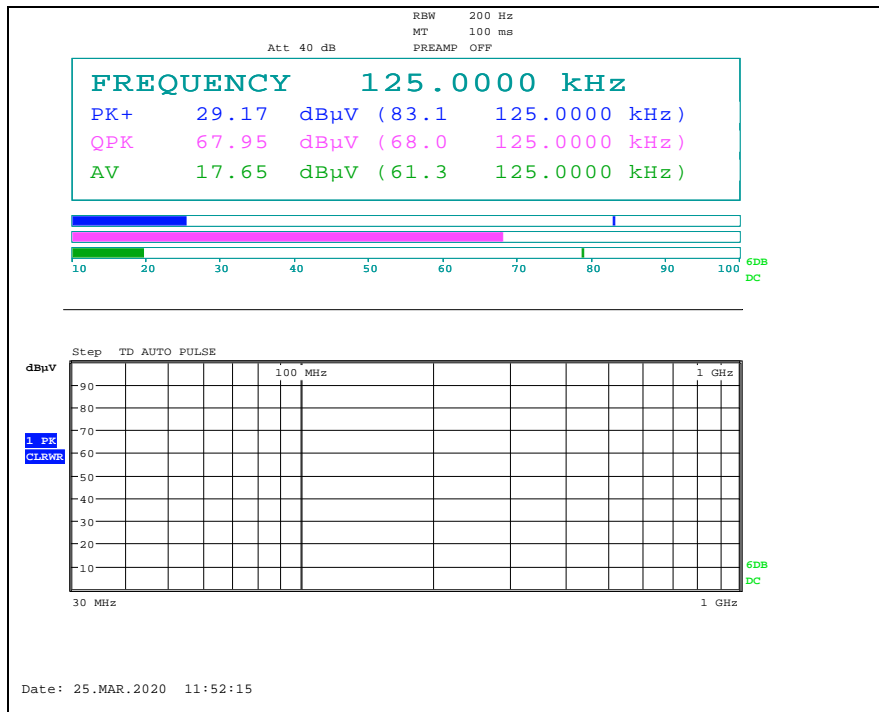 RBW 200 Hz
MT 100 ms
Att 40 dB PREAMP OFF
FREQUENCY 125.0000 kHz
PK+ 29.17 dBµV (83.1 125.0000 kHz)
QPK 67.95 dBµV (68.0 125.0000 kHz)
AV 17.65 dBµV (61.3 125.0000 kHz)
10 20 30 40 50 60 70 80 90 100
6DB
DC
Step TD AUTO PULSE
dBµV
100 MHz 1 GHz
90
80
70
1 PK
CLRWR
60
50
40
30
20
10
6DB
DC
30 MHz 1 GHz
Date: 25.MAR.2020 11:52:15